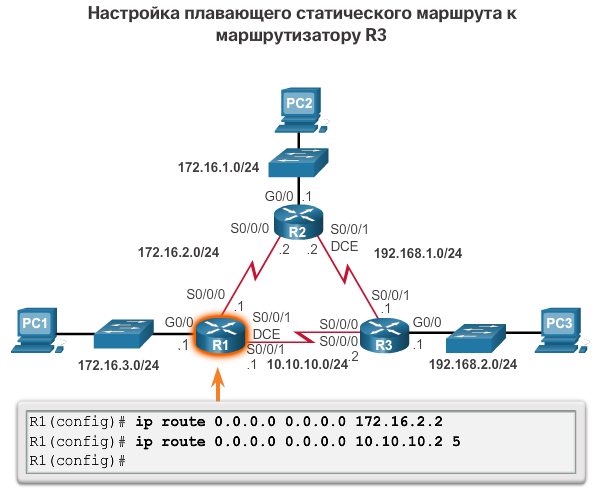 Настройка плавающего статического маршрута к
маршрутизатору R3
PC2
172.16.1.0/24
G0/0 .1
S0/0/0
R2
S0/0/1
DCE
.2 .2
172.16.2.0/24
192.168.1.0/24
S0/0/0
.1
S0/0/1
.1
PC1
G0/0
.1
R1
S0/0/1
DCE
S0/0/1
.1
S0/0/0
S0/0/0
.2
R3
G0/0
.1
PC3
172.16.3.0/24
10.10.10.0/24
192.168.2.0/24
R1(config)# ip route 0.0.0.0 0.0.0.0 172.16.2.2
R1(config)# ip route 0.0.0.0 0.0.0.0 10.10.10.2 5
R1(config)#